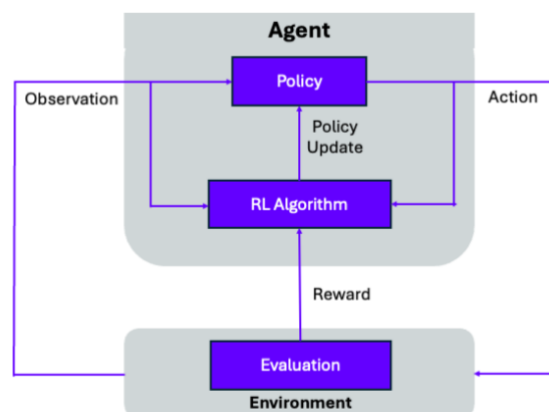 Agent
Policy
Observation
Action
Policy
Update
RL Algorithm
Reward
Evaluation
Environment